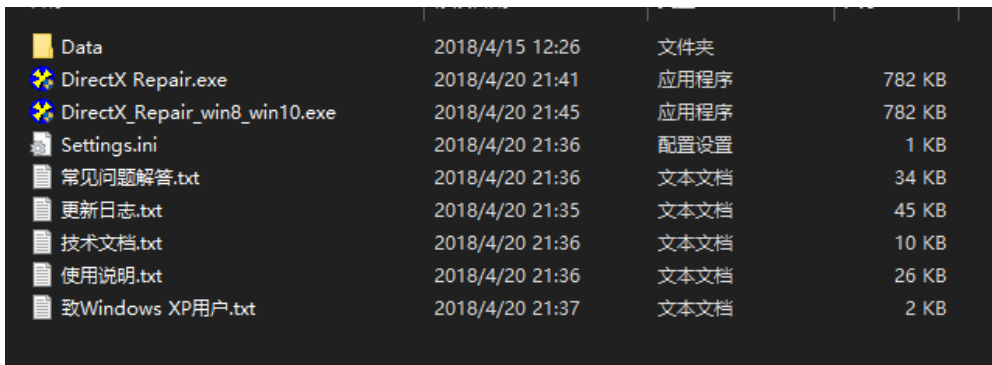 Data 2018/4/15 12:26 文件夹
DirectX Repair.exe 2018/4/20 21:41 应用程序 782 KB
DirectX_Repair_win8_win10.exe 2018/4/20 21:45 应用程序 782 KB
Settings.ini 2018/4/20 21:36 配置设置 1 KB
常见问题解答.txt 2018/4/20 21:36 文本文档 34 KB
更新日志.txt 2018/4/20 21:35 文本文档 45 KB
技术文档.txt 2018/4/20 21:36 文本文档 10 KB
使用说明.txt 2018/4/20 21:36 文本文档 26 KB
致Windows XP用户.txt 2018/4/20 21:37 文本文档 2 KB